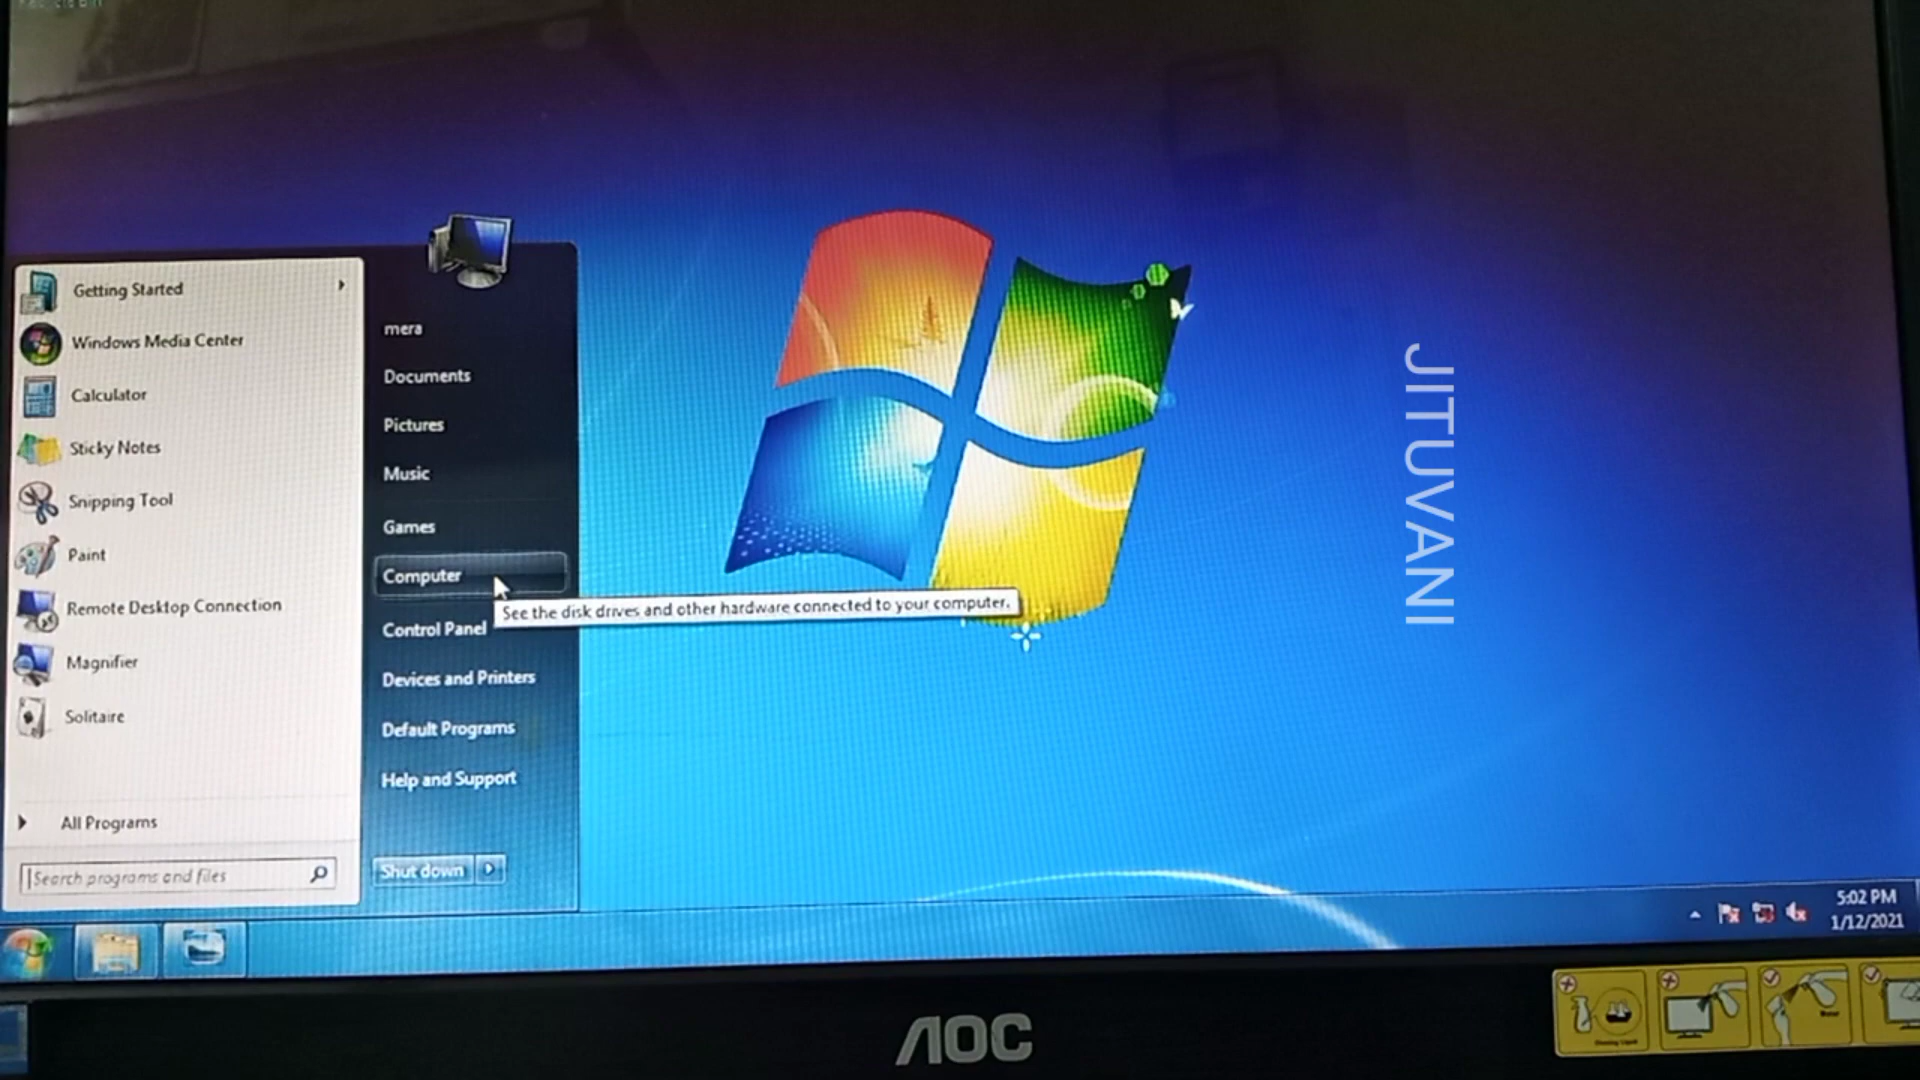 Getting Started
Windows Media Center
Calculator
Sticky Notes
Snipping Tool
Paint
Remote Desktop Connection
Magnifier
Solitaire
All Programs
Search programs and files
mera
Documents
Pictures
Music
Games
Computer
See the disk drives and other hardware connected to your computer.
Control Panel
Devices and Printers
Default Programs
Help and Support
Shut down
JITUVANI
5:02 PM
1/12/2021
AOC